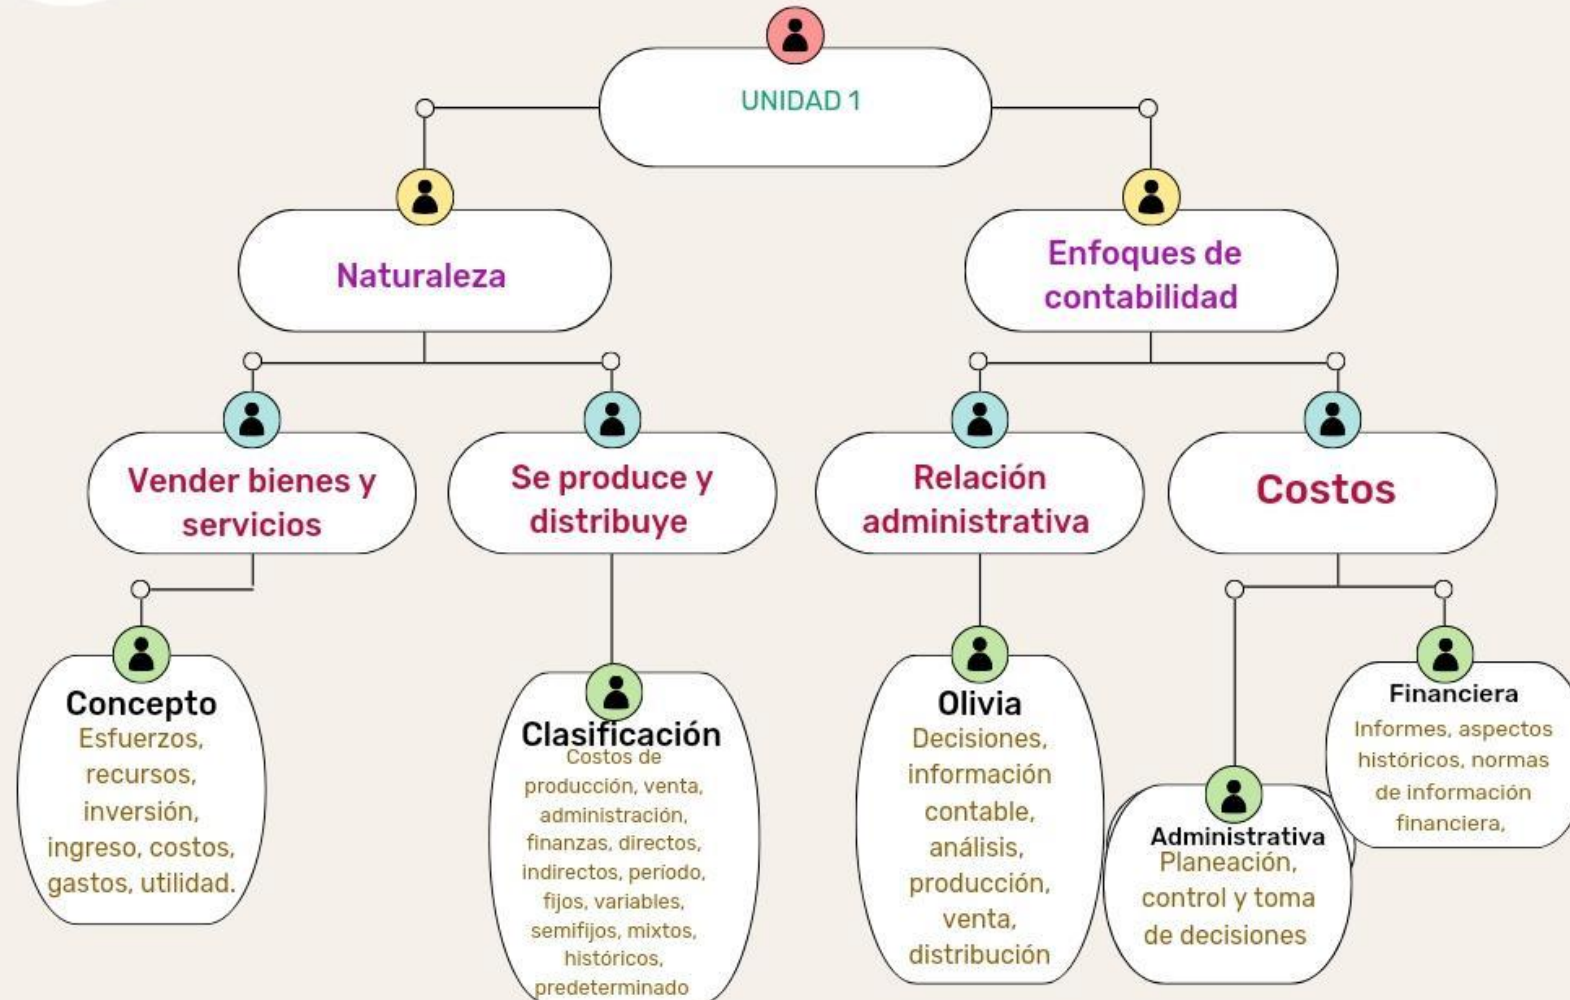 UNIDAD 1
Naturaleza
Enfoques de
contabilidad
Vender bienes y
servicios
Se produce y
distribuye
Relación
administrativa
Costos
Concepto
Esfuerzos,
recursos,
inversión,
ingreso, costos,
gastos, utilidad.
Clasificación
Costos de
producción, venta,
administración,
finanzas, directos,
indirectos, período,
fijos, variables,
semifijos, mixtos,
históricos,
predeterminado
Olivia
Decisiones,
información
contable,
análisis,
producción,
venta,
distribución
Administrativa
Planeación,
control y toma
de decisiones
Financiera
Informes, aspectos
históricos, normas
de información
financiera,